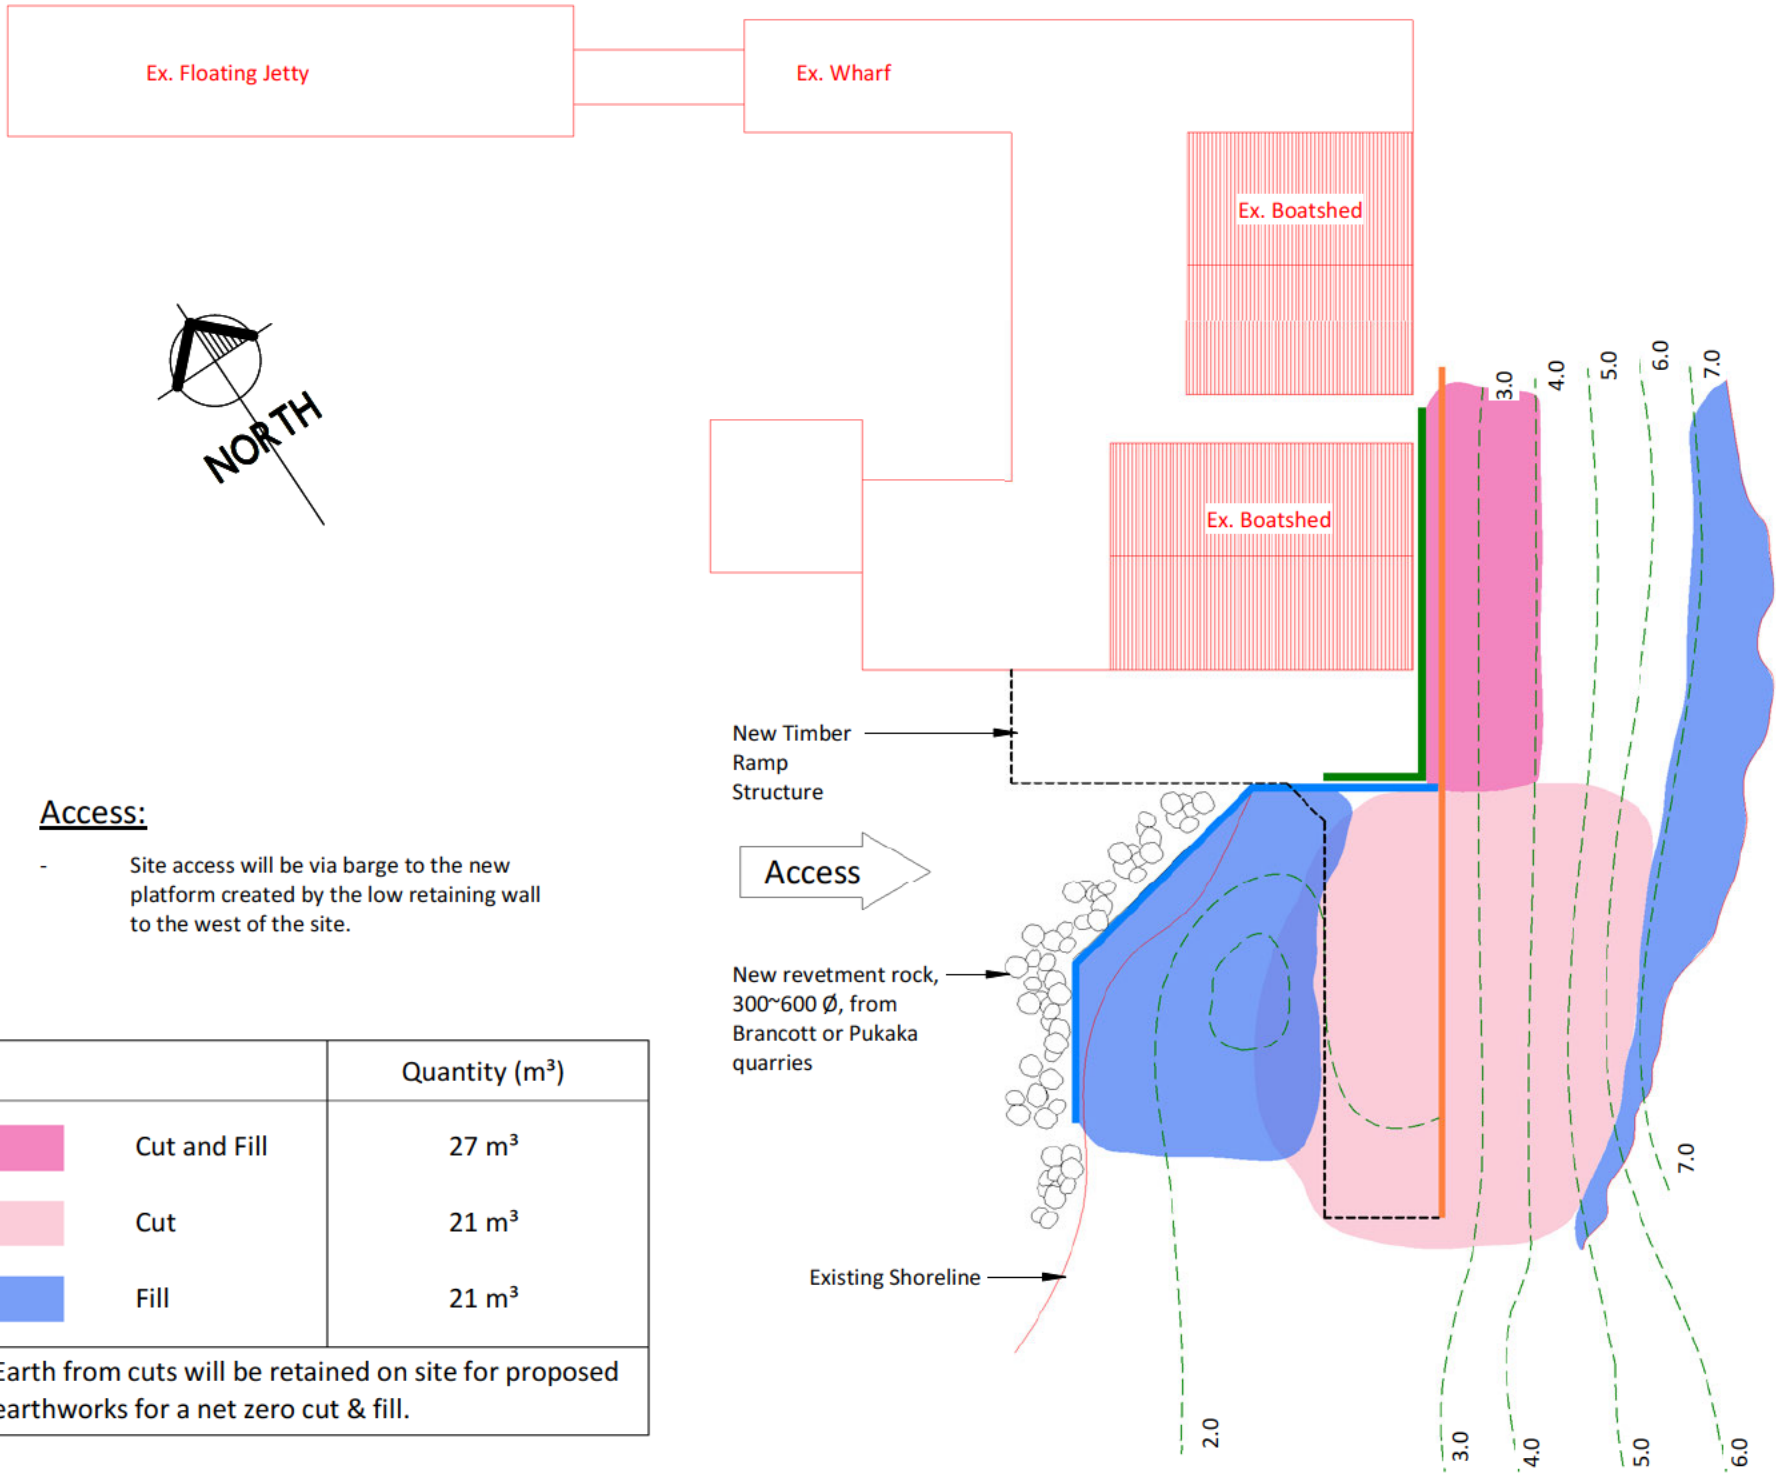 Ex. Floating Jetty
Ex. Wharf
Ex. Boatshed
Ex. Boatshed
NORTH
3.0
4.0
5.0
6.0
7.0
New Timber
Ramp
Structure
Access:
- Site access will be via barge to the new
platform created by the low retaining wall
to the west of the site.
Access
New revetment rock,
300~600 Ø, from
Brancott or Pukaka
quarries
Quantity (m³)
Cut and Fill 27 m³
Cut 21 m³
Fill 21 m³
Earth from cuts will be retained on site for proposed
earthworks for a net zero cut & fill.
Existing Shoreline
7.0
2.0
3.0
4.0
5.0
6.0